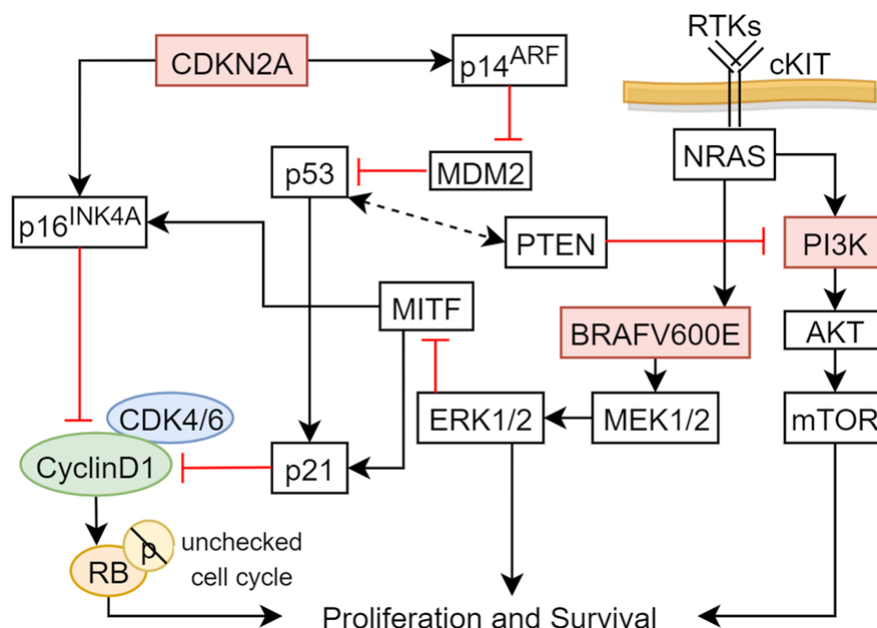 RTKs
CDKN2A
p14ARF
cKIT
p53
MDM2
NRAS
p16INK4A
PTEN
PI3K
MITF
BRAFV600E
AKT
CDK4/6
ERK1/2
MEK1/2
mTOR
CyclinD1
p21
p
unchecked
cell cycle
RB
Proliferation and Survival